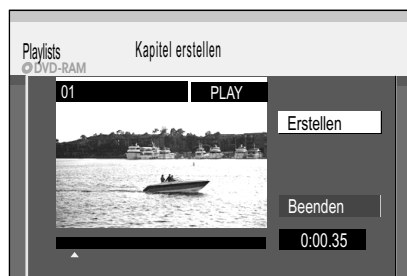 Playlists
Kapitel erstellen
DVD-RAM
01 PLAY
Erstellen
Beenden
0:00.35